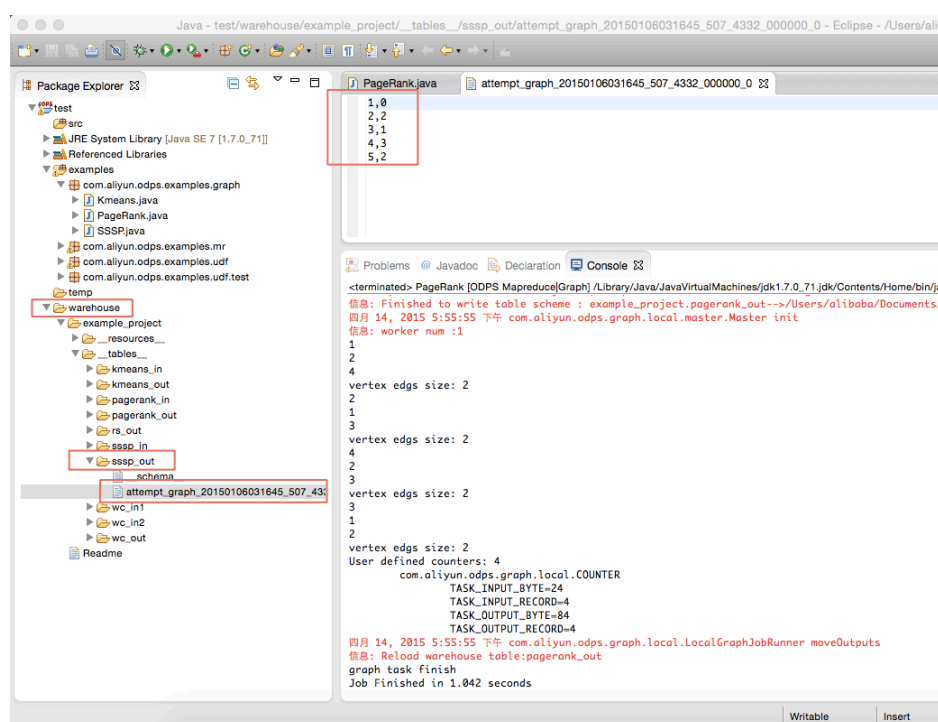 Java - test/warehouse/example_project/__tables__/sssp_out/attempt_graph_20150106031645_507_4332_000000_0 - Eclipse - /Users/ali
Package Explorer
test
src
JRE System Library [Java SE 7 [1.7.0_71]]
Referenced Libraries
examples
com.aliyun.odps.examples.graph
Kmeans.java
PageRank.java
SSSP.java
com.aliyun.odps.examples.mr
com.aliyun.odps.examples.udf
com.aliyun.odps.examples.udf.test
temp
warehouse
example_project
__resources__
__tables__
kmeans_in
kmeans_out
pagerank_in
pagerank_out
rs_out
sssp_in
sssp_out
__schema__
attempt_graph_20150106031645_507_433
wc_in1
wc_in2
wc_out
Readme
PageRank.java attempt_graph_20150106031645_507_4332_000000_0
1,0
2,2
3,1
4,3
5,2
Problems @ Javadoc Declaration Console
<terminated> PageRank [ODPS Mapreduce|Graph] /Library/Java/JavaVirtualMachines/jdk1.7.0_71.jdk/Contents/Home/bin/ja
信息: Finished to write table scheme : example_project.pagerank_out-->/Users/alibaba/Documents.
四月 14, 2015 5:55:55 下午 com.aliyun.odps.graph.local.master.Master init
信息: worker num :1
1
2
4
vertex edgs size: 2
2
1
3
vertex edgs size: 2
4
2
3
vertex edgs size: 2
3
1
2
vertex edgs size: 2
User defined counters: 4
com.aliyun.odps.graph.local.COUNTER
TASK_INPUT_BYTE=24
TASK_INPUT_RECORD=4
TASK_OUTPUT_BYTE=84
TASK_OUTPUT_RECORD=4
四月 14, 2015 5:55:55 下午 com.aliyun.odps.graph.local.LocalGraphJobRunner moveOutputs
信息: Reload warehouse table:pagerank_out
graph task finish
Job Finished in 1.042 seconds
Writable Insert